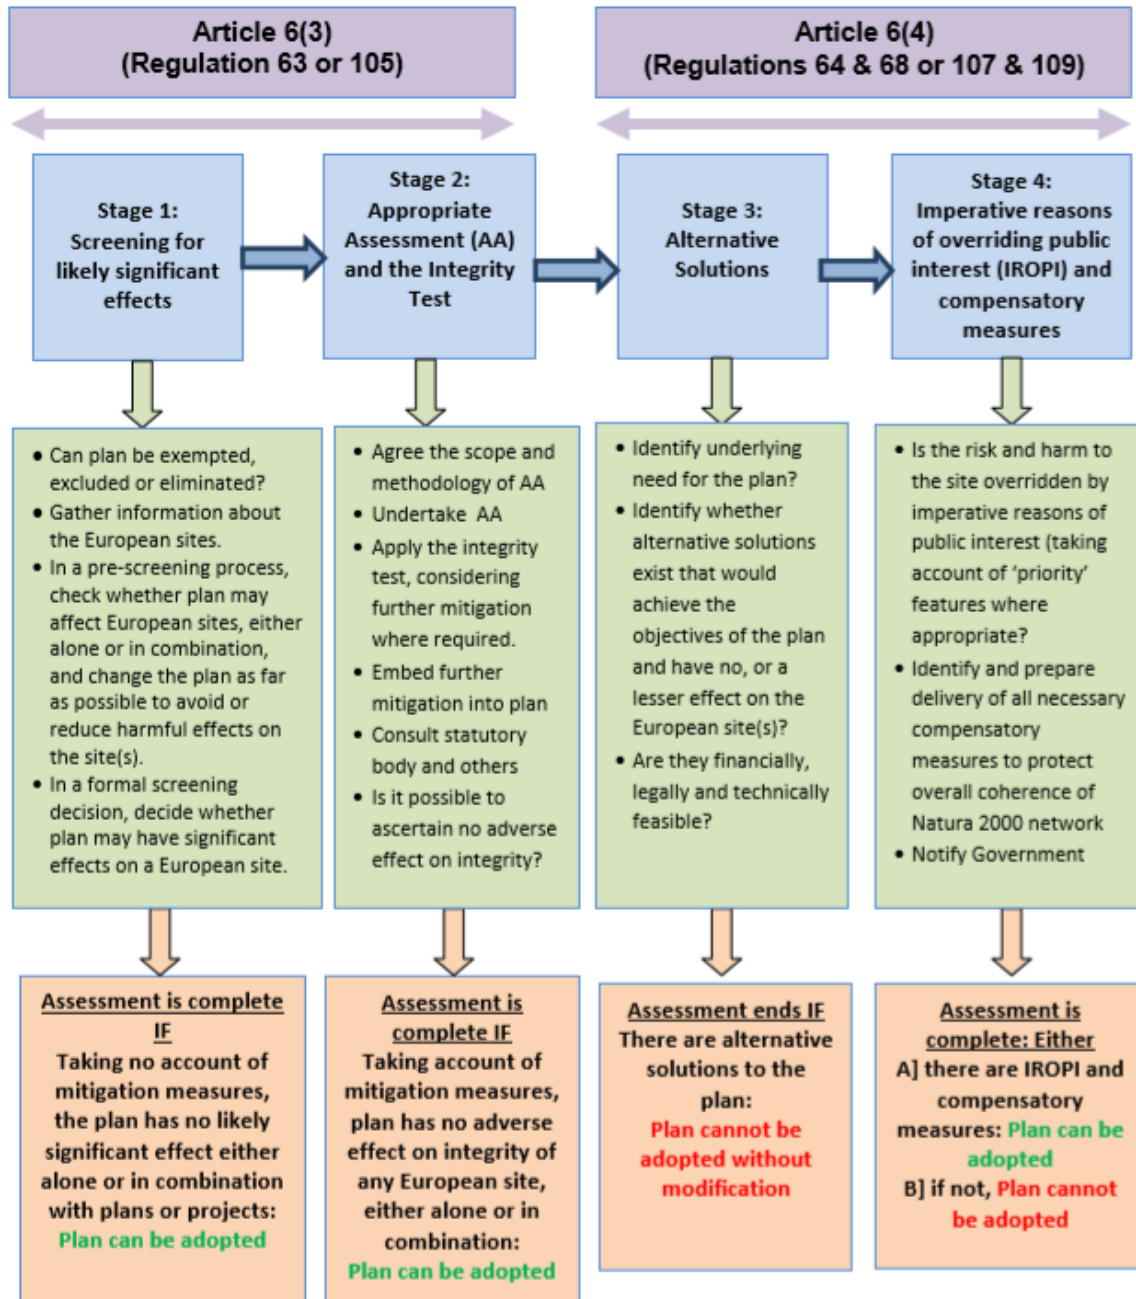 Article 6(3)
(Regulation 63 or 105)
Article 6(4)
(Regulations 64 & 68 or 107 & 109)
Stage 1:
Screening for
likely significant
effects
Stage 2:
Appropriate
Assessment (AA)
and the Integrity
Test
Stage 3:
Alternative
Solutions
Stage 4:
Imperative reasons
of overriding public
interest (IROPI) and
compensatory
measures
• Can plan be exempted,
excluded or eliminated?
• Gather information about
the European sites.
• In a pre-screening process,
check whether plan may
affect European sites, either
alone or in combination,
and change the plan as far
as possible to avoid or
reduce harmful effects on
the site(s).
• In a formal screening
decision, decide whether
plan may have significant
effects on a European site.
• Agree the scope and
methodology of AA
• Undertake AA
• Apply the integrity
test, considering
further mitigation
where required.
• Embed further
mitigation into plan
• Consult statutory
body and others
• Is it possible to
ascertain no adverse
effect on integrity?
• Identify underlying
need for the plan?
• Identify whether
alternative solutions
exist that would
achieve the
objectives of the plan
and have no, or a
lesser effect on the
European site(s)?
• Are they financially,
legally and technically
feasible?
• Is the risk and harm to
the site overridden by
imperative reasons of
public interest (taking
account of ‘priority’
features where
appropriate?
• Identify and prepare
delivery of all necessary
compensatory
measures to protect
overall coherence of
Natura 2000 network
• Notify Government
Assessment is complete
IF
Taking no account of
mitigation measures,
the plan has no likely
significant effect either
alone or in combination
with plans or projects:
Plan can be adopted
Assessment is
complete IF
Taking account of
mitigation measures,
plan has no adverse
effect on integrity of
any European site,
either alone or in
combination:
Plan can be adopted
Assessment ends IF
There are alternative
solutions to the
plan:
Plan cannot be
adopted without
modification
Assessment is
complete: Either
A] there are IROPI and
compensatory
measures: Plan can be
adopted
B] if not, Plan cannot
be adopted